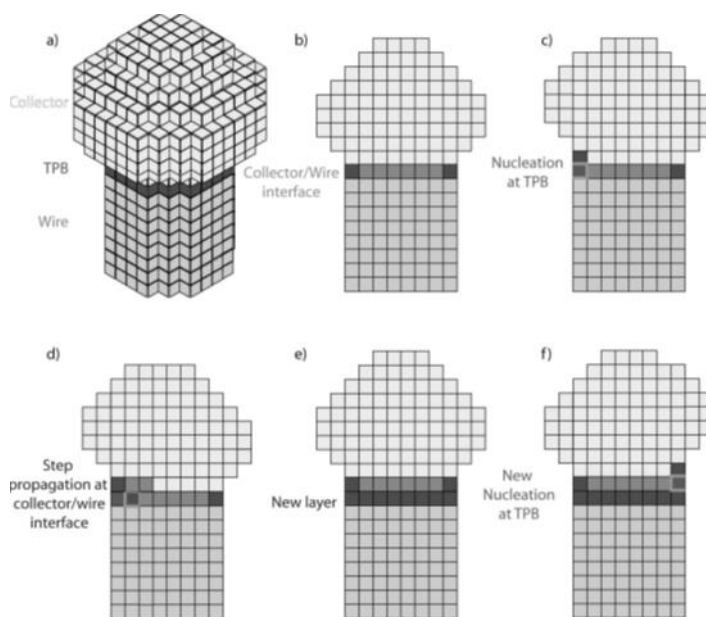 a)
b)
c)
Collector
TPB
Wire
Collector/Wire
interface
Nucleation
at TPB
d)
e)
f)
Step
propagation at
collector/wire
interface
New layer
New
Nucleation
at TPB